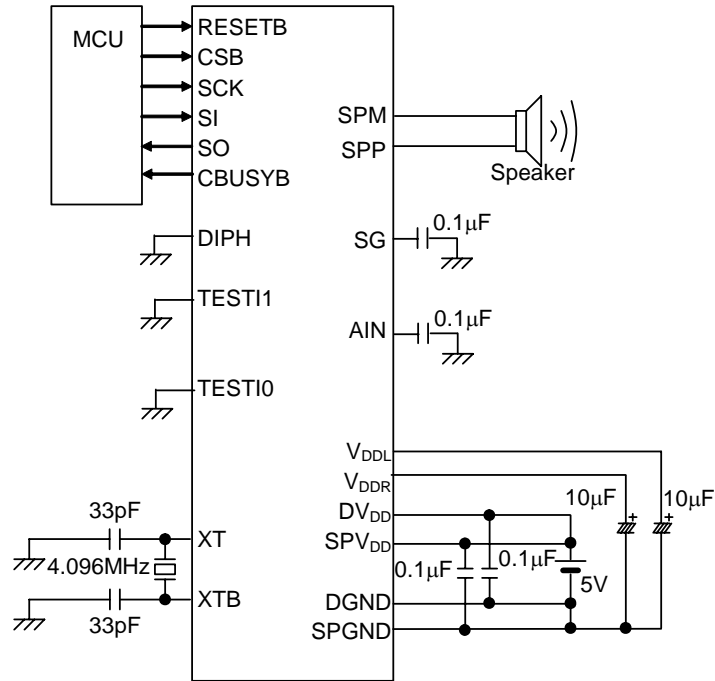 MCU
RESETB
CSB
SCK
SI
SO
CBUSYB
DIPH
TESTI1
TESTI0
33pF
XT
4.096MHz
XTB
33pF
SPM
SPP
Speaker
SG
0.1μF
AIN
0.1μF
VDDL
VDDR
DVDD
SPVDD
10μF
10μF
0.1μF
0.1μF
5V
DGND
SPGND